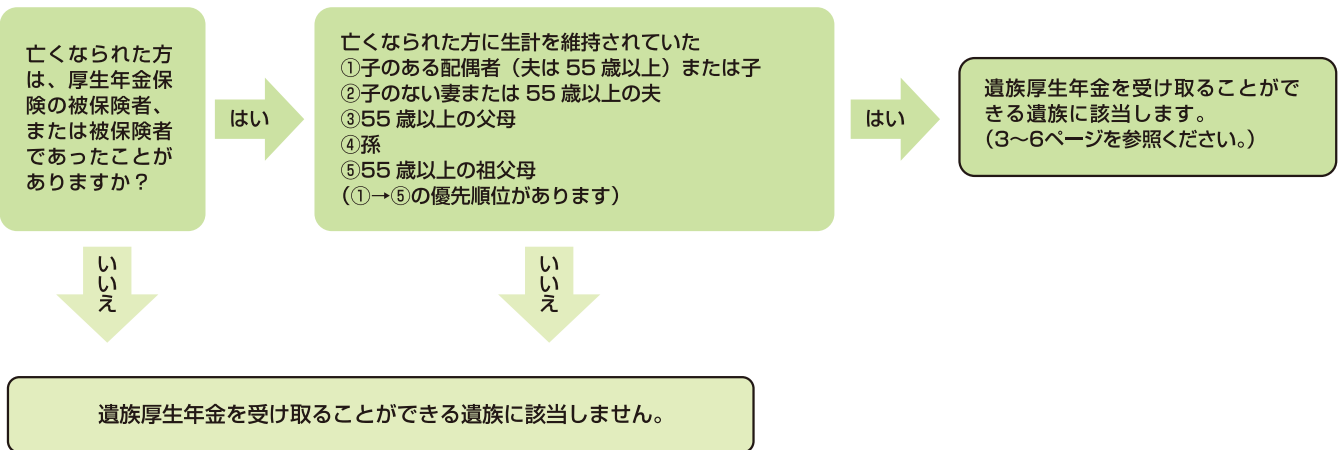 亡くなられた方
は、厚生年金保
険の被保険者、
または被保険者
であったことが
ありますか？
はい
亡くなられた方に生計を維持されていた
①子のある配偶者（夫は 55 歳以上）または子
②子のない妻または 55 歳以上の夫
③55 歳以上の父母
④孫
⑤55 歳以上の祖父母
（①→⑤の優先順位があります）
はい
遺族厚生年金を受け取ることがで
きる遺族に該当します。
（3〜6ページを参照ください。）
いいえ
いいえ
遺族厚生年金を受け取ることができる遺族に該当しません。